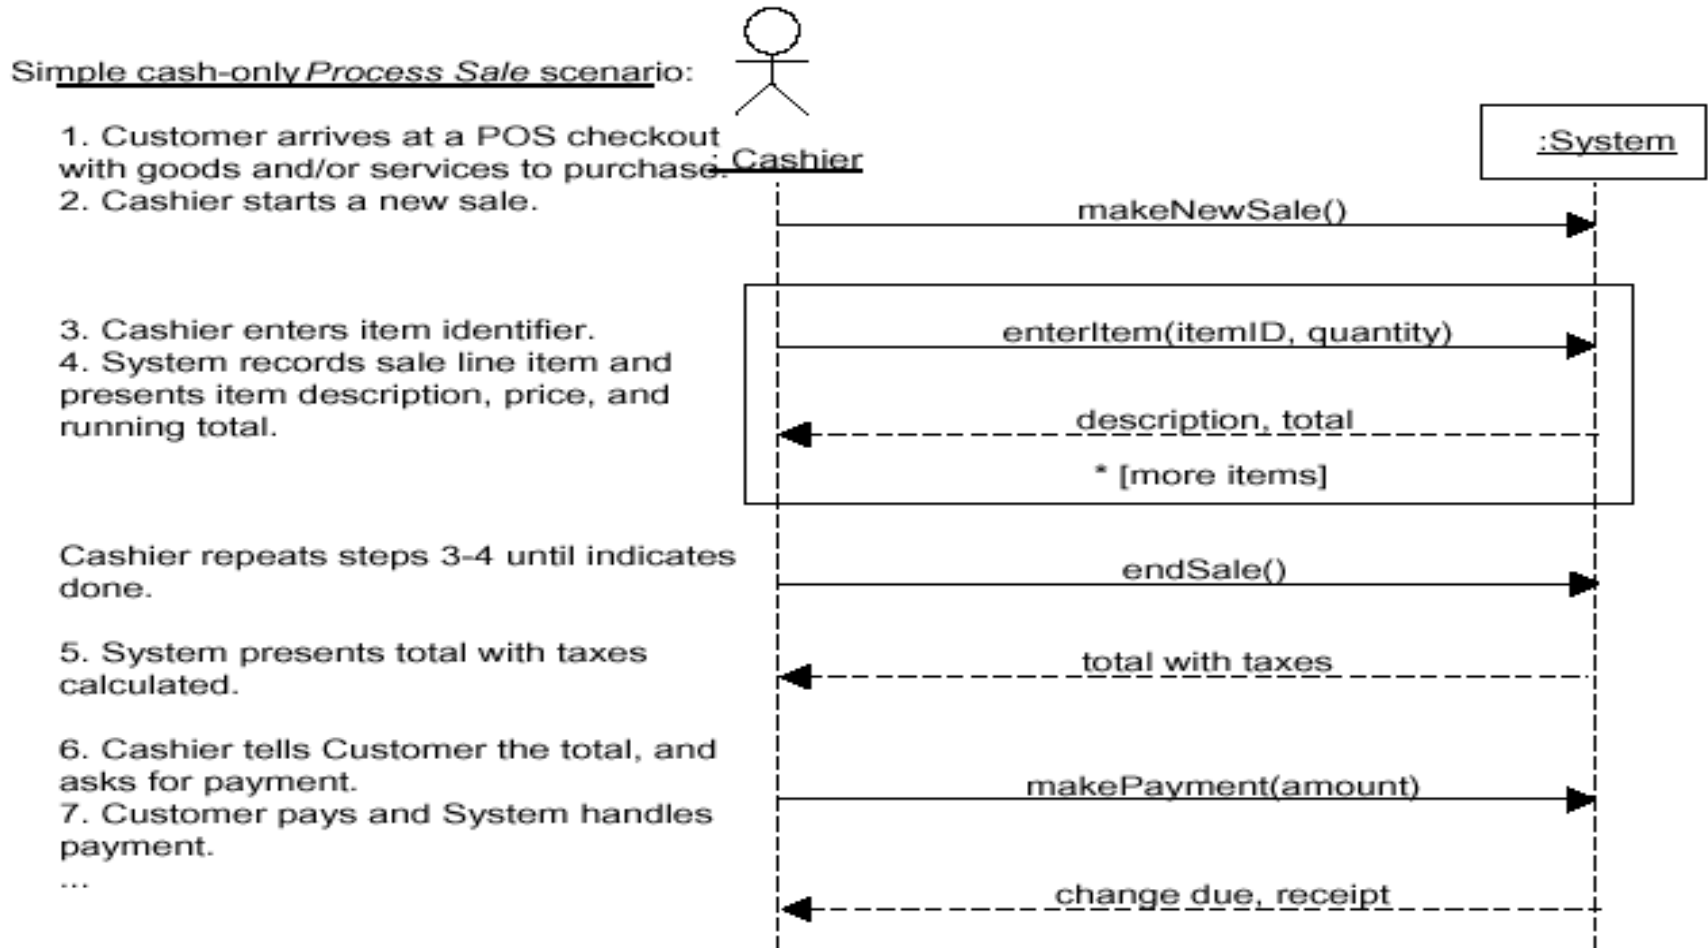 Simple cash-only Process Sale scenario:
1. Customer arrives at a POS checkout
with goods and/or services to purchase.
2. Cashier starts a new sale.
3. Cashier enters item identifier.
4. System records sale line item and
presents item description, price, and
running total.
Cashier repeats steps 3-4 until indicates
done.
5. System presents total with taxes
calculated.
6. Cashier tells Customer the total, and
asks for payment.
7. Customer pays and System handles
payment.
...
: Cashier
:System
makeNewSale()
enterItem(itemID, quantity)
description, total
* [more items]
endSale()
total with taxes
makePayment(amount)
change due, receipt